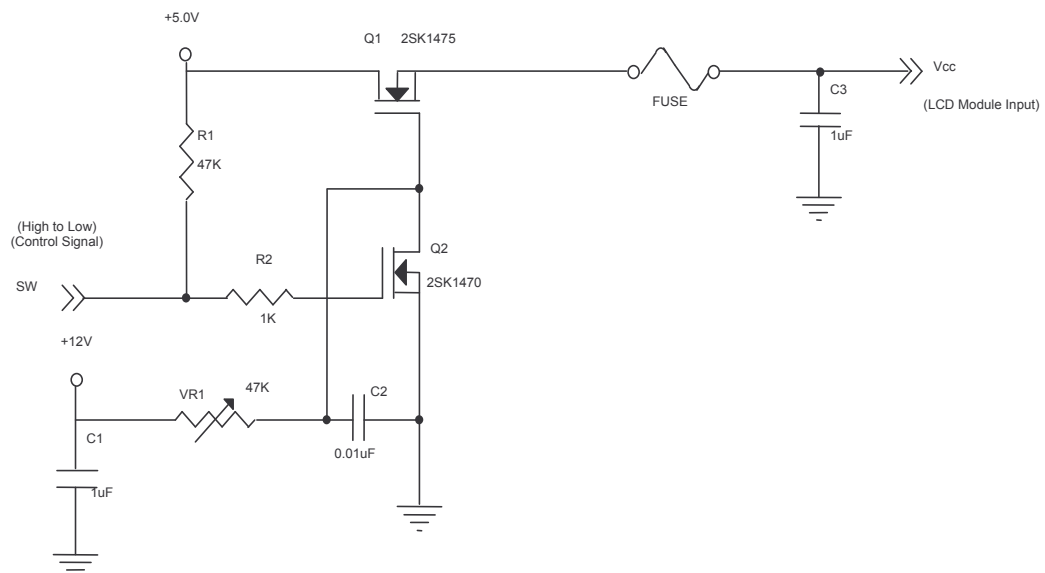 +5.0V
Q1 2SK1475
Vcc
C3
FUSE
(LCD Module Input)
1uF
R1
47K
(High to Low)
(Control Signal)
Q2
R2
2SK1470
SW
1K
+12V
VR1 47K
C2
C1
0.01uF
1uF